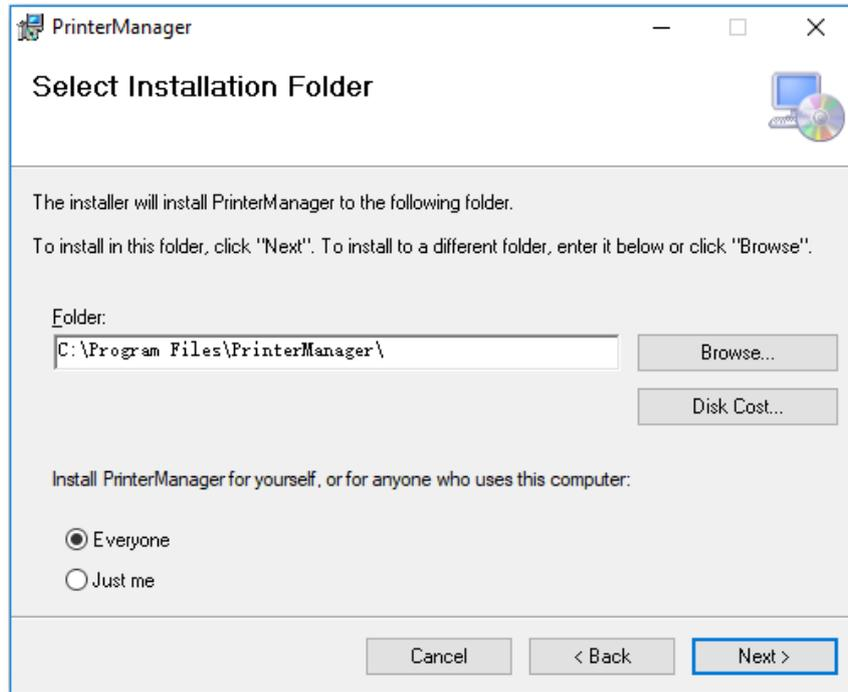 PrinterManager
Select Installation Folder
The installer will install PrinterManager to the following folder.
To install in this folder, click "Next". To install to a different folder, enter it below or click "Browse".
Folder:
C:\Program Files\PrinterManager\
Browse...
Disk Cost...
Install PrinterManager for yourself, or for anyone who uses this computer:
Everyone
Just me
Cancel
< Back
Next >